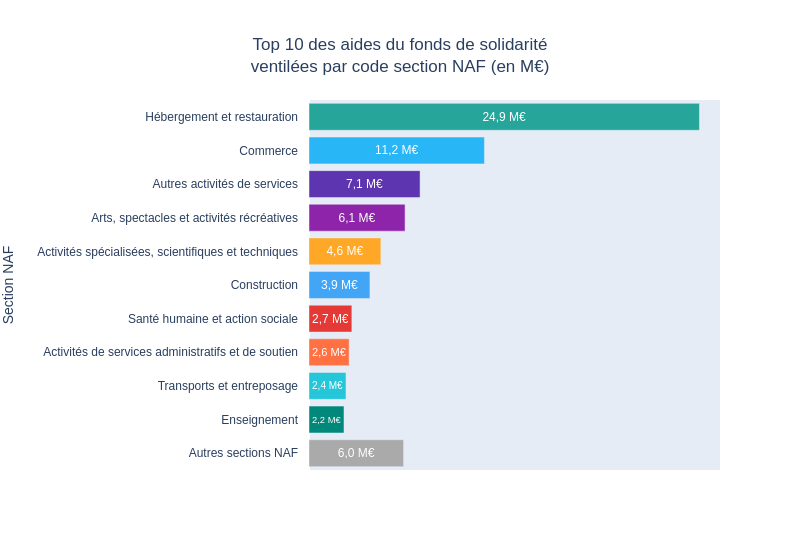 Top 10 des aides du fonds de solidarité
ventilées par code section NAF (en M€)
Section NAF
Hébergement et restauration 24,9 M€
Commerce 11,2 M€
Autres activités de services 7,1 M€
Arts, spectacles et activités récréatives 6,1 M€
Activités spécialisées, scientifiques et techniques 4,6 M€
Construction 3,9 M€
Santé humaine et action sociale 2,7 M€
Activités de services administratifs et de soutien 2,6 M€
Transports et entreposage 2,4 M€
Enseignement 2,2 M€
Autres sections NAF 6,0 M€